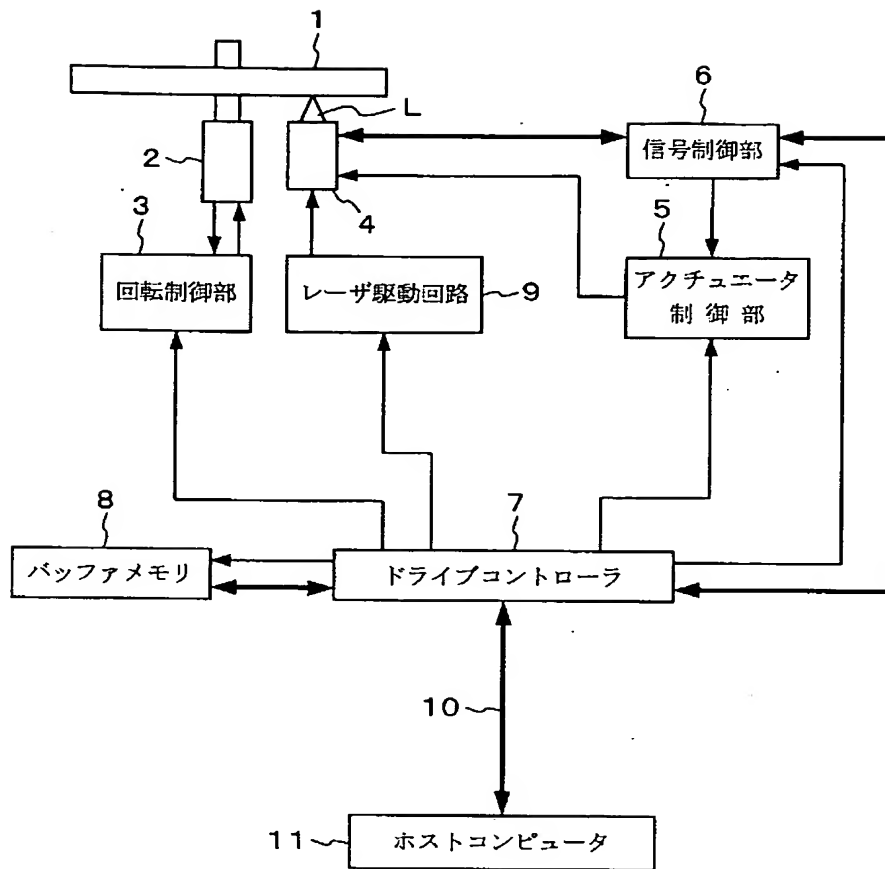 1
L
6
信号制御部
2
4
3
回転制御部
レーザ駆動回路
9
5
アクチュエータ
制御部
8
バッファメモリ
7
ドライブコントローラ
10
11
ホストコンピュータ